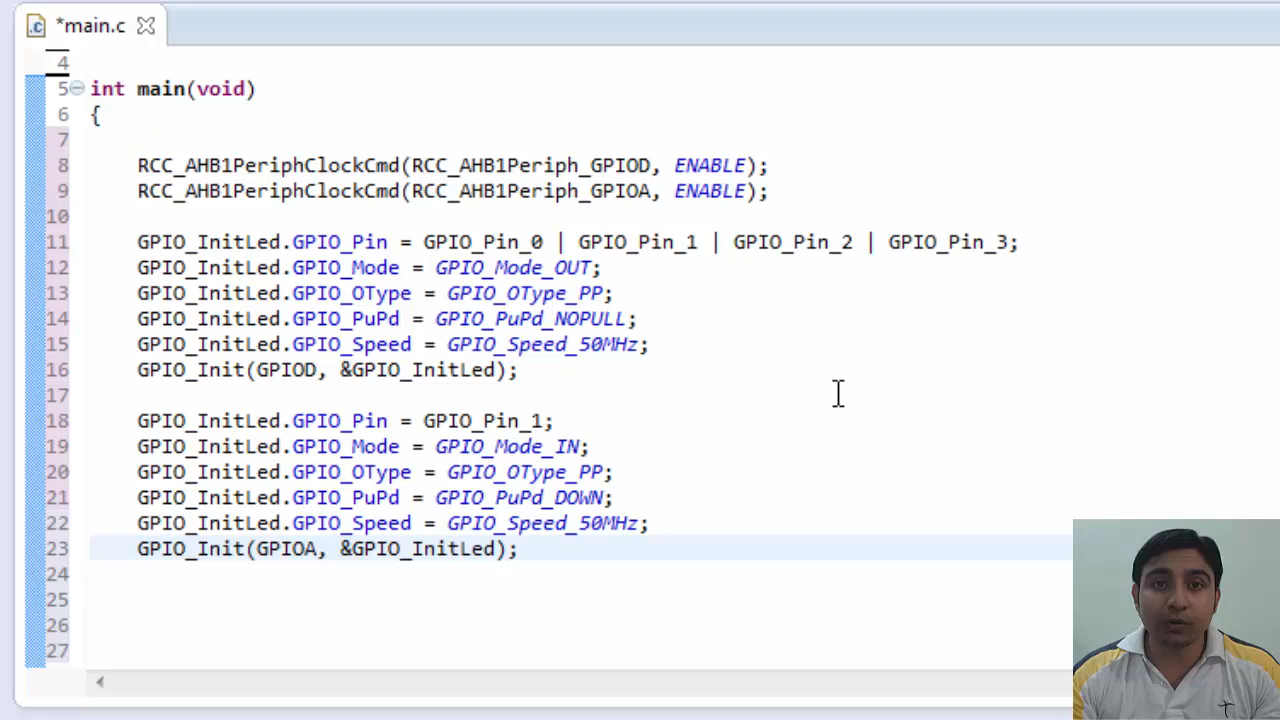 *main.c
4
5 int main(void)
6 {
7
8 RCC_AHB1PeriphClockCmd(RCC_AHB1Periph_GPIOD, ENABLE);
9 RCC_AHB1PeriphClockCmd(RCC_AHB1Periph_GPIOA, ENABLE);
10
11 GPIO_InitLed.GPIO_Pin = GPIO_Pin_0 | GPIO_Pin_1 | GPIO_Pin_2 | GPIO_Pin_3;
12 GPIO_InitLed.GPIO_Mode = GPIO_Mode_OUT;
13 GPIO_InitLed.GPIO_OType = GPIO_OType_PP;
14 GPIO_InitLed.GPIO_PuPd = GPIO_PuPd_NOPULL;
15 GPIO_InitLed.GPIO_Speed = GPIO_Speed_50MHz;
16 GPIO_Init(GPIOD, &GPIO_InitLed);
17
18 GPIO_InitLed.GPIO_Pin = GPIO_Pin_1;
19 GPIO_InitLed.GPIO_Mode = GPIO_Mode_IN;
20 GPIO_InitLed.GPIO_OType = GPIO_OType_PP;
21 GPIO_InitLed.GPIO_PuPd = GPIO_PuPd_DOWN;
22 GPIO_InitLed.GPIO_Speed = GPIO_Speed_50MHz;
23 GPIO_Init(GPIOA, &GPIO_InitLed);
24
25
26
27